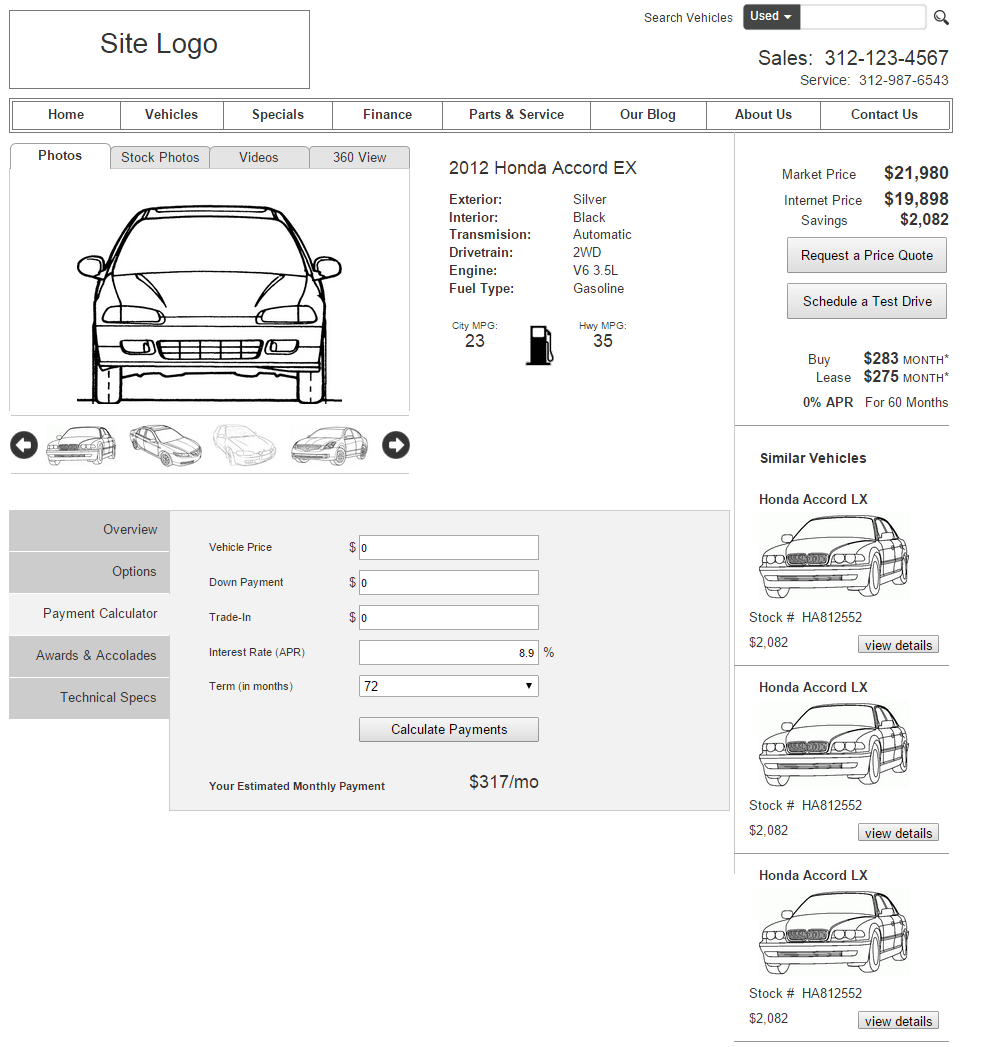 Site Logo
Search Vehicles Used
Sales: 312-123-4567
Service: 312-987-6543
Home Vehicles Specials Finance Parts & Service Our Blog About Us Contact Us
Photos Stock Photos Videos 360 View
2012 Honda Accord EX
Exterior: Silver
Interior: Black
Transmision: Automatic
Drivetrain: 2WD
Engine: V6 3.5L
Fuel Type: Gasoline
City MPG: Hwy MPG:
23 35
Market Price $21,980
Internet Price $19,898
Savings $2,082
Request a Price Quote
Schedule a Test Drive
Buy $283 MONTH*
Lease $275 MONTH*
0% APR For 60 Months
Overview
Options
Payment Calculator
Awards & Accolades
Technical Specs
Vehicle Price $ 0
Down Payment $ 0
Trade-In $ 0
Interest Rate (APR) 8.9 %
Term (in months) 72
Calculate Payments
Your Estimated Monthly Payment $317/mo
Similar Vehicles
Honda Accord LX
Stock # HA812552
$2,082 view details
Honda Accord LX
Stock # HA812552
$2,082 view details
Honda Accord LX
Stock # HA812552
$2,082 view details